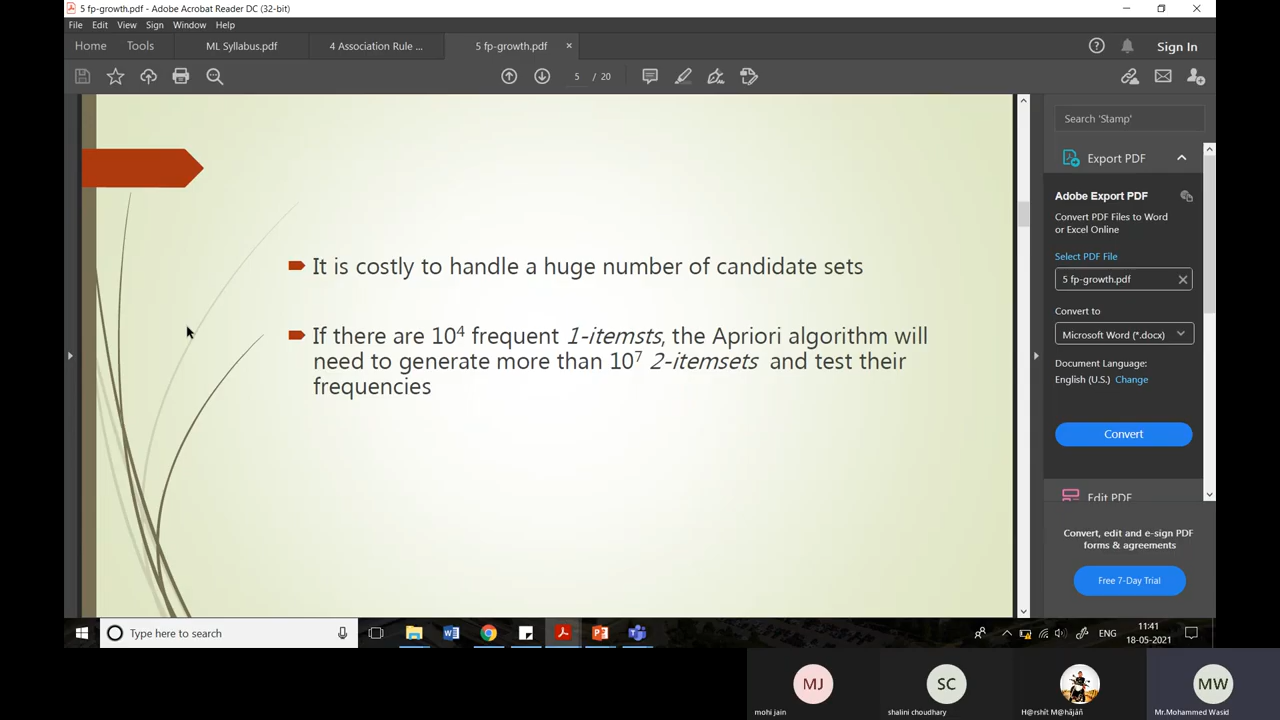 5 fp-growth.pdf - Adobe Acrobat Reader DC (32-bit)
File Edit View Sign Window Help
Home Tools ML Syllabus.pdf 4 Association Rule ... 5 fp-growth.pdf × Sign In
5 / 20
Search 'Stamp'
Export PDF
Adobe Export PDF
Convert PDF Files to Word
or Excel Online
Select PDF File
5 fp-growth.pdf
Convert to
Microsoft Word (*.docx)
Document Language:
English (U.S.) Change
Convert
Edit PDF
Convert, edit and e-sign PDF
forms & agreements
Free 7-Day Trial
It is costly to handle a huge number of candidate sets
If there are 10⁴ frequent 1-itemsts, the Apriori algorithm will
need to generate more than 10⁷ 2-itemsets and test their
frequencies
Type here to search
ENG
11:41
18-05-2021
MJ SC MW
mohi jain shalini choudhary H@rshít M@hãjáñ Mr.Mohammed Wasid